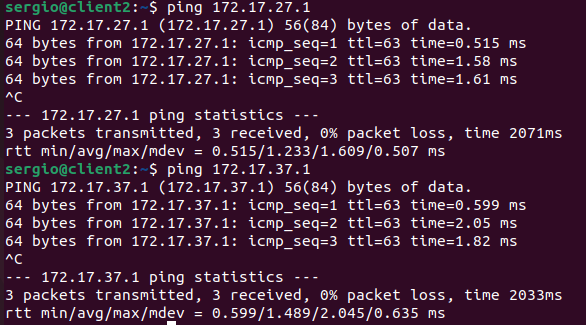 sergio@client2:~$ ping 172.17.27.1
PING 172.17.27.1 (172.17.27.1) 56(84) bytes of data.
64 bytes from 172.17.27.1: icmp_seq=1 ttl=63 time=0.515 ms
64 bytes from 172.17.27.1: icmp_seq=2 ttl=63 time=1.58 ms
64 bytes from 172.17.27.1: icmp_seq=3 ttl=63 time=1.61 ms
^C
--- 172.17.27.1 ping statistics ---
3 packets transmitted, 3 received, 0% packet loss, time 2071ms
rtt min/avg/max/mdev = 0.515/1.233/1.609/0.507 ms
sergio@client2:~$ ping 172.17.37.1
PING 172.17.37.1 (172.17.37.1) 56(84) bytes of data.
64 bytes from 172.17.37.1: icmp_seq=1 ttl=63 time=0.599 ms
64 bytes from 172.17.37.1: icmp_seq=2 ttl=63 time=2.05 ms
64 bytes from 172.17.37.1: icmp_seq=3 ttl=63 time=1.82 ms
^C
--- 172.17.37.1 ping statistics ---
3 packets transmitted, 3 received, 0% packet loss, time 2033ms
rtt min/avg/max/mdev = 0.599/1.489/2.045/0.635 ms